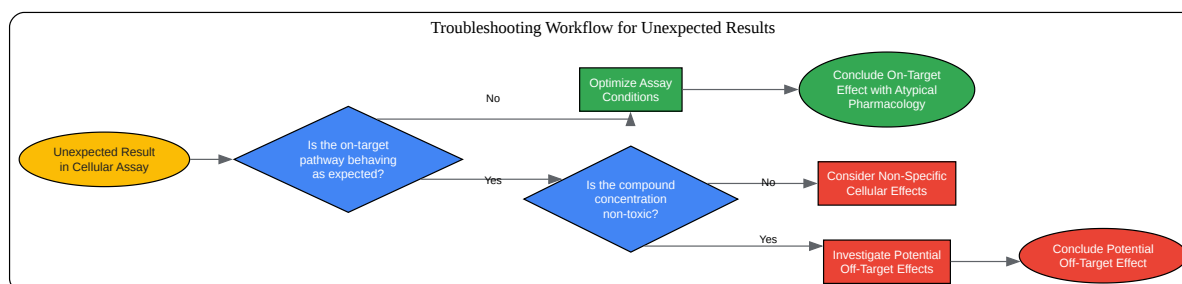 Troubleshooting Workflow for Unexpected Results
Unexpected Result
in Cellular Assay
Is the on-target
pathway behaving
as expected?
No
Optimize Assay
Conditions
Conclude On-Target
Effect with Atypical
Pharmacology
Yes
Is the compound
concentration
non-toxic?
No
Consider Non-Specific
Cellular Effects
Yes
Investigate Potential
Off-Target Effects
Conclude Potential
Off-Target Effect